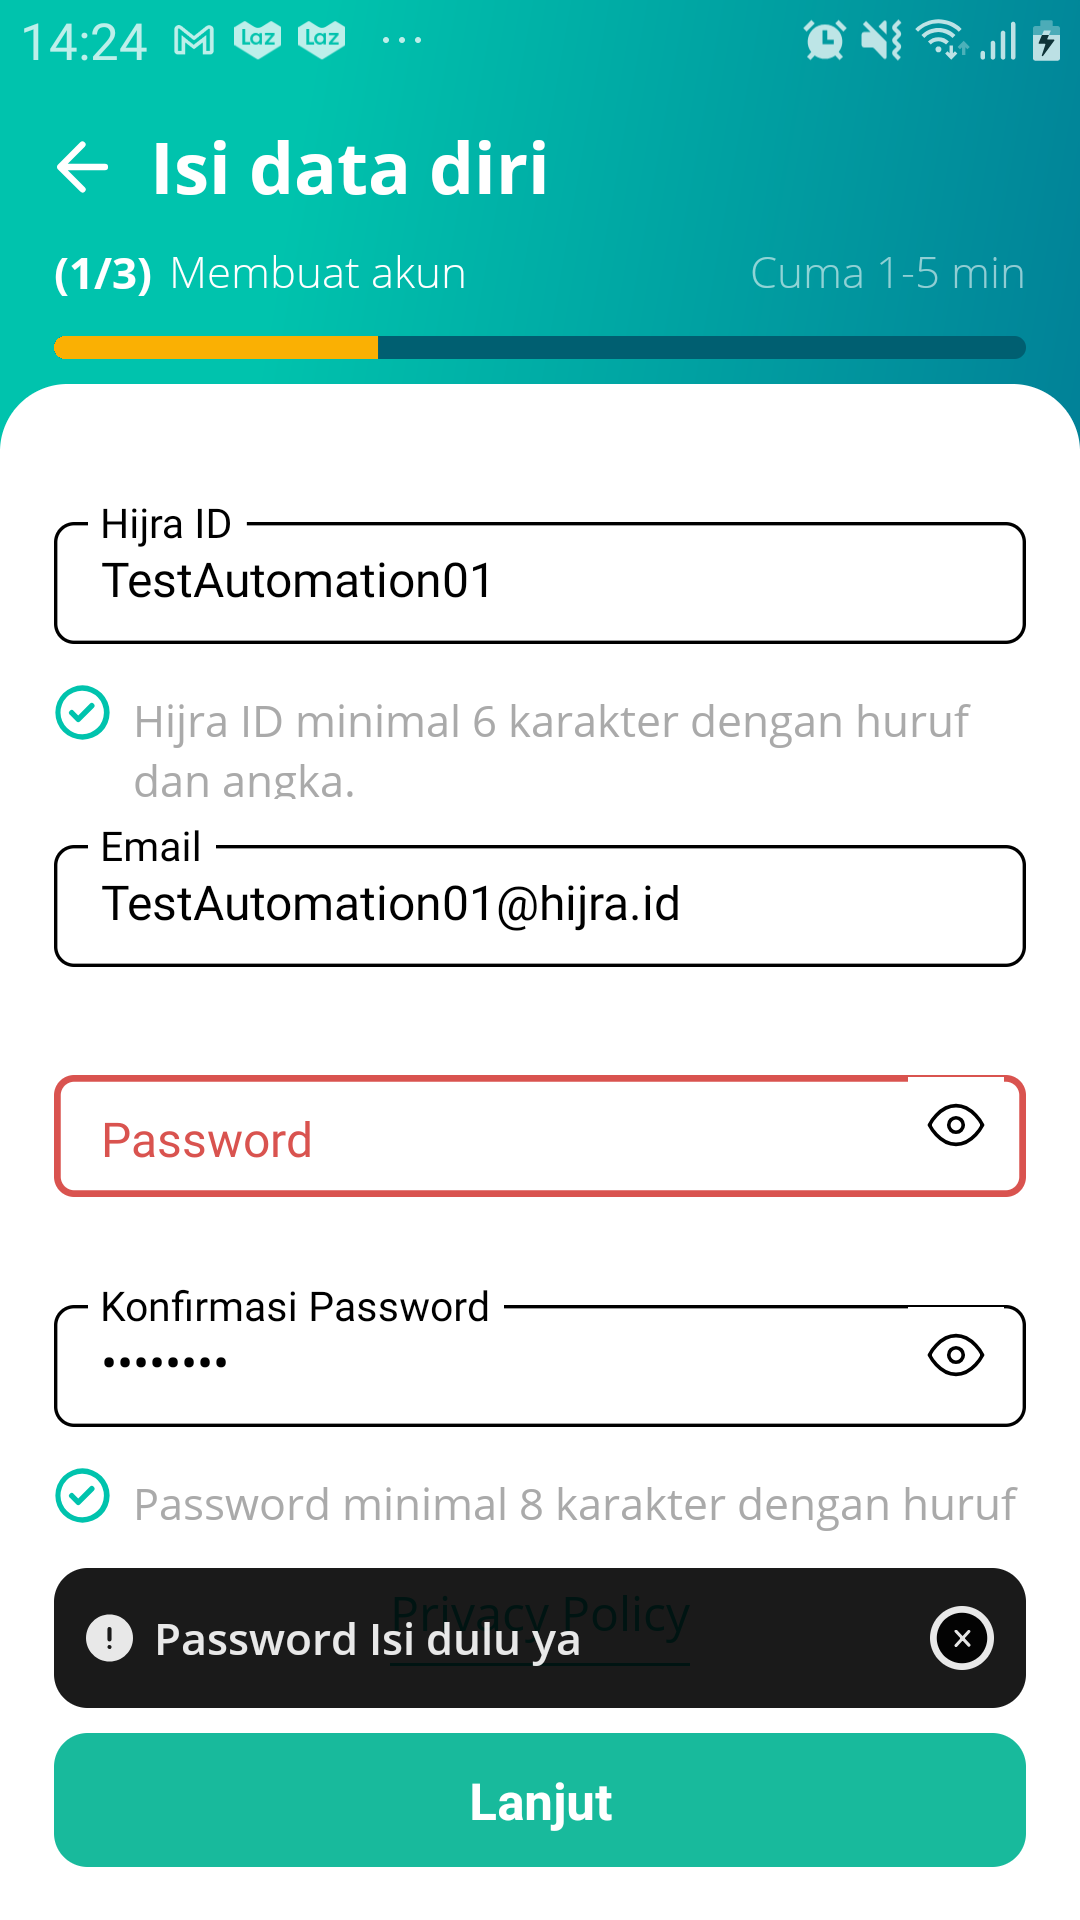 14:24 Laz Laz ...
Isi data diri
(1/3) Membuat akun Cuma 1-5 min
Hijra ID
TestAutomation01
Hijra ID minimal 6 karakter dengan huruf
dan angka.
Email
TestAutomation01@hijra.id
Password
Konfirmasi Password
••••••••
Password minimal 8 karakter dengan huruf
Privacy Policy
Password Isi dulu ya
Lanjut